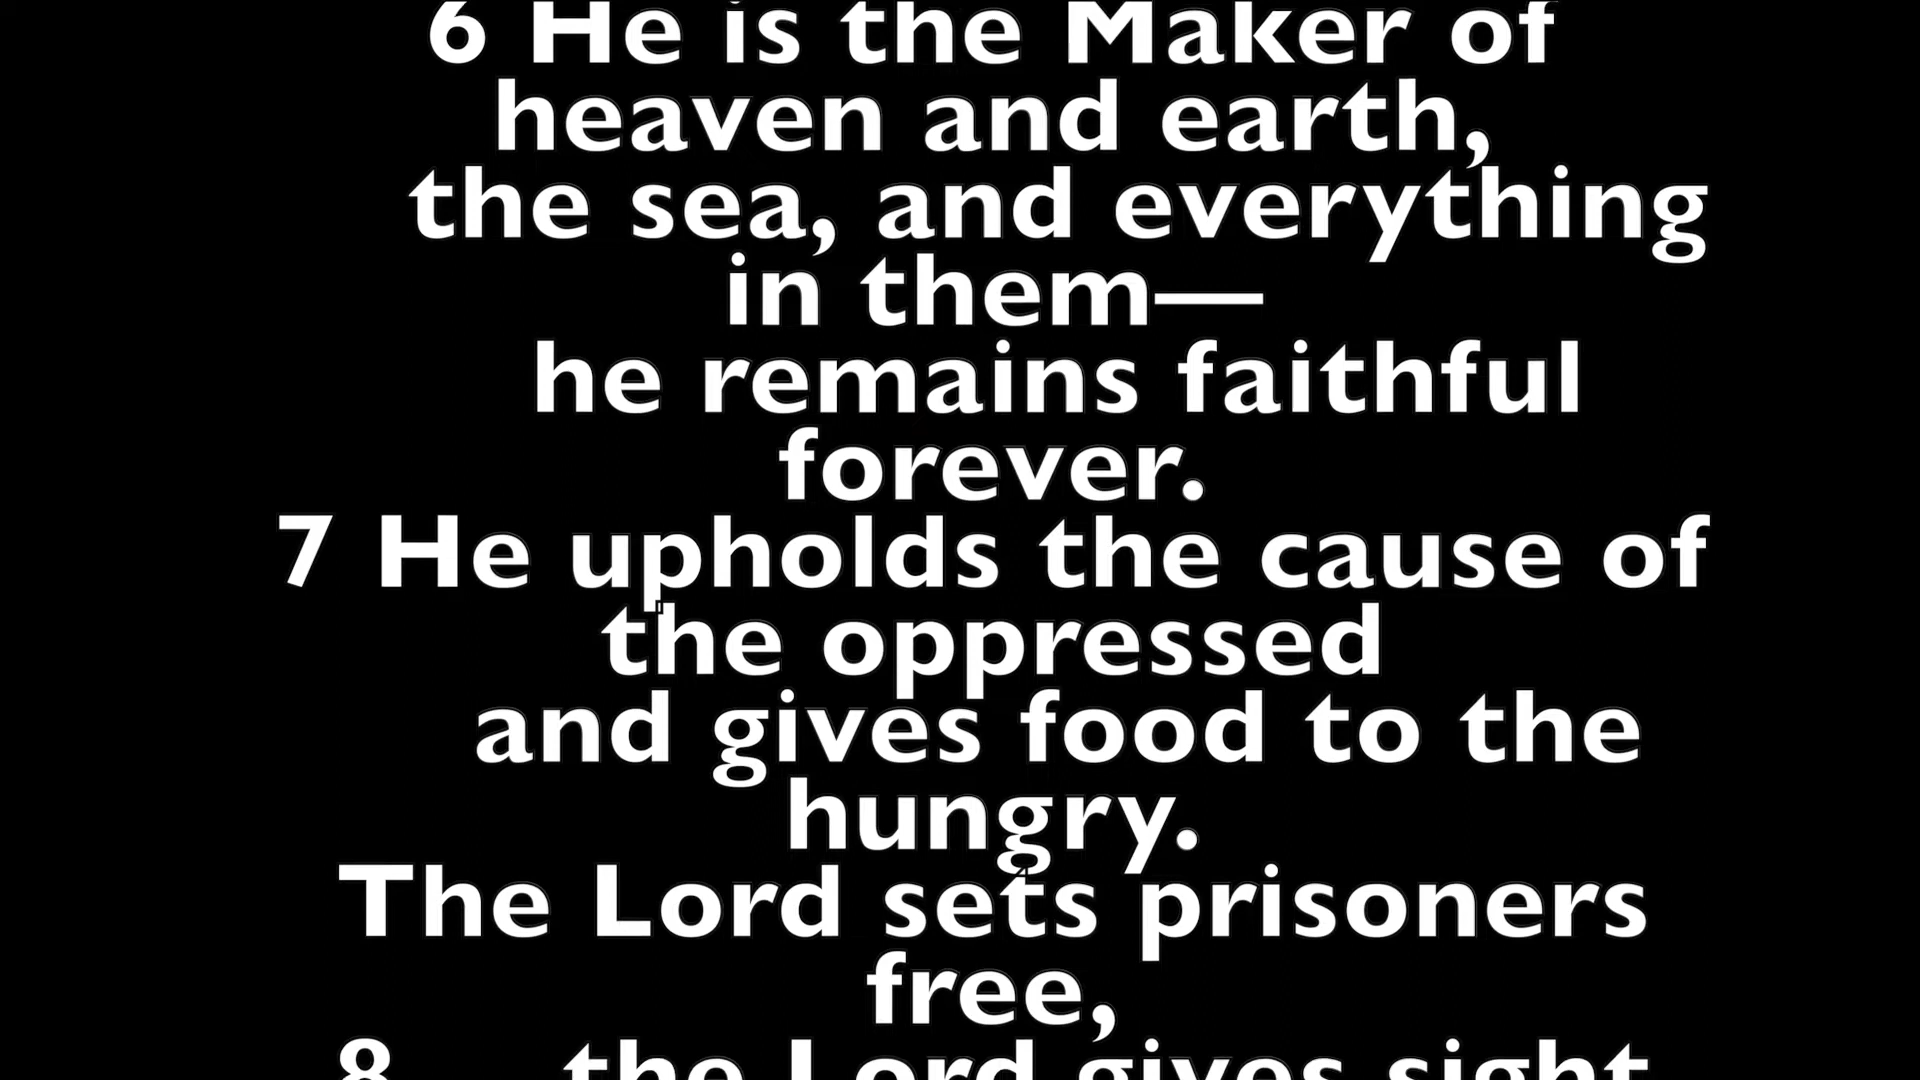 6 He is the Maker of
heaven and earth,
the sea, and everything
in them—
he remains faithful
forever.
7 He upholds the cause of
the oppressed
and gives food to the
hungry.
The Lord sets prisoners
free,
8 the Lord gives sight